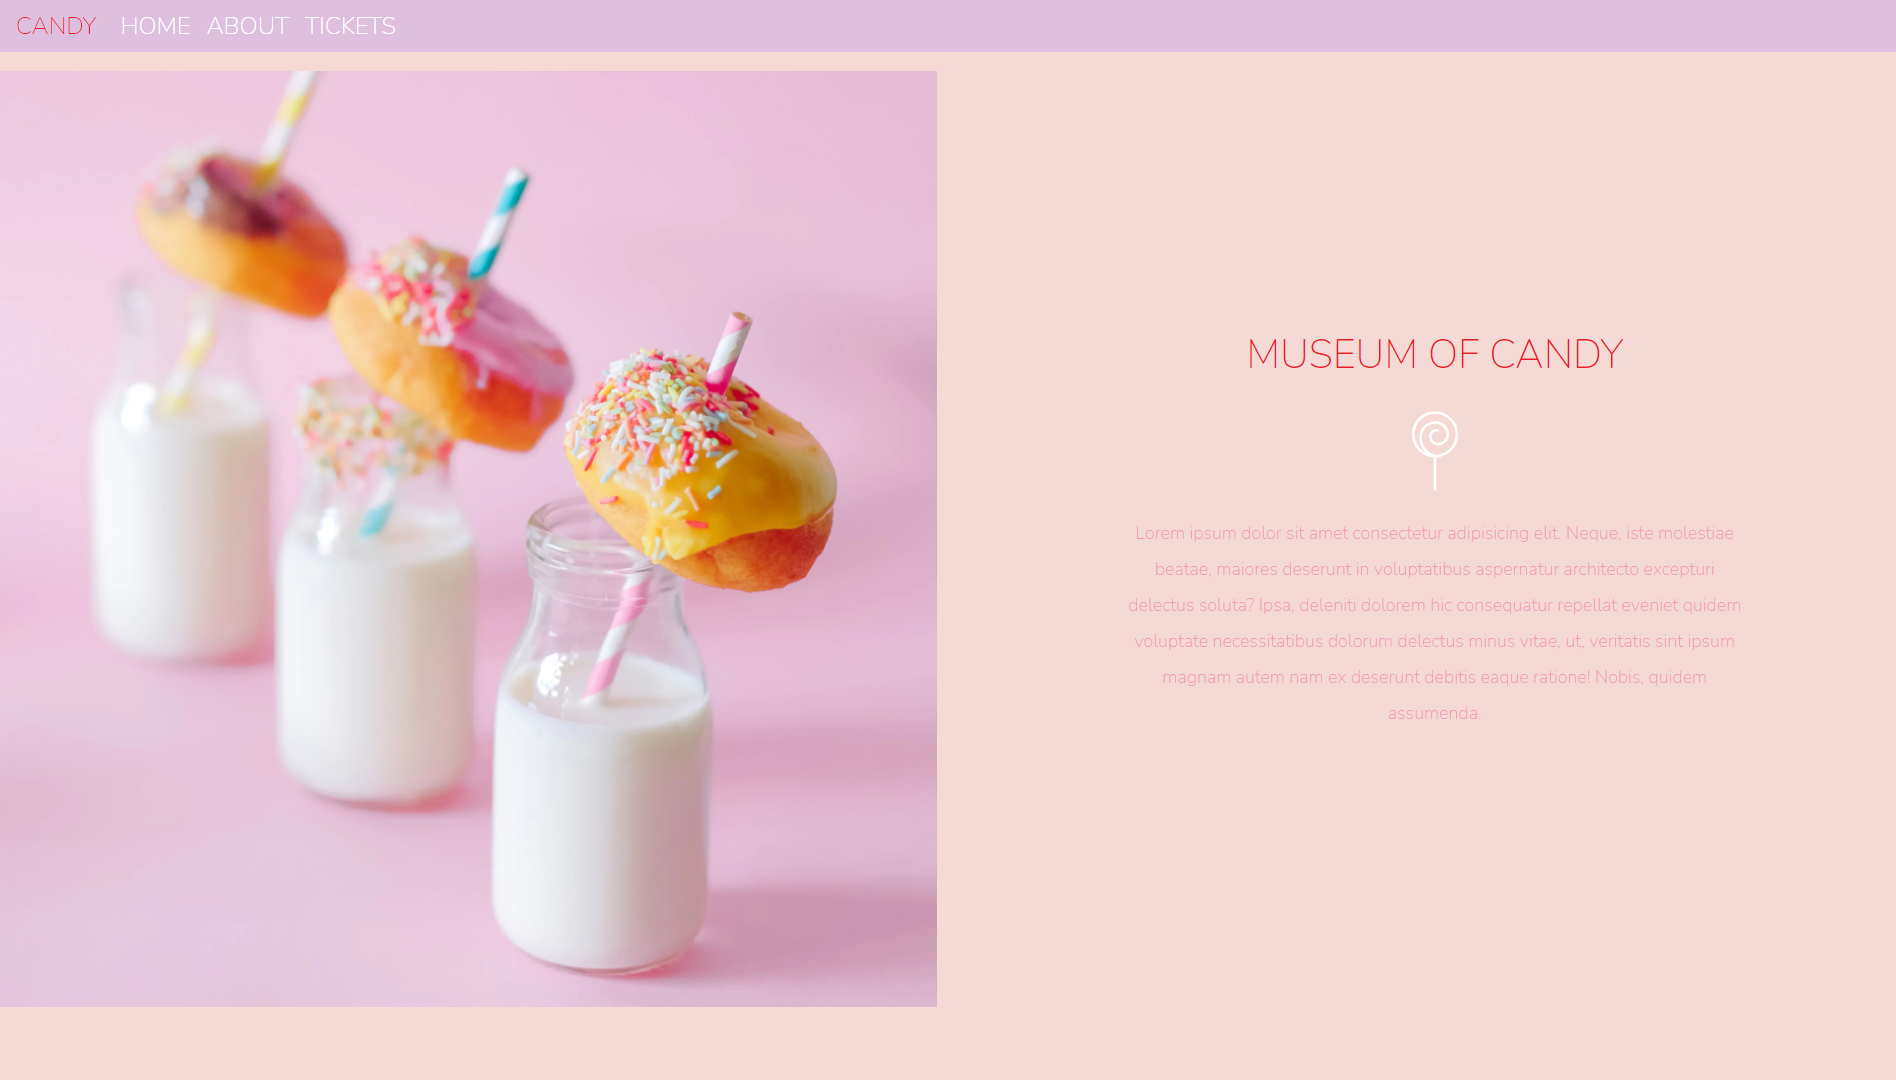 CANDY HOME ABOUT TICKETS
MUSEUM OF CANDY
Lorem ipsum dolor sit amet consectetur adipisicing elit. Neque, iste molestiae
beatae, maiores deserunt in voluptatibus aspernatur architecto excepturi
delectus soluta? Ipsa, deleniti dolorem hic consequatur repellat eveniet quidem
voluptate necessitatibus dolorum delectus minus vitae, ut, veritatis sint ipsum
magnam autem nam ex deserunt debitis eaque ratione! Nobis, quidem
assumenda.